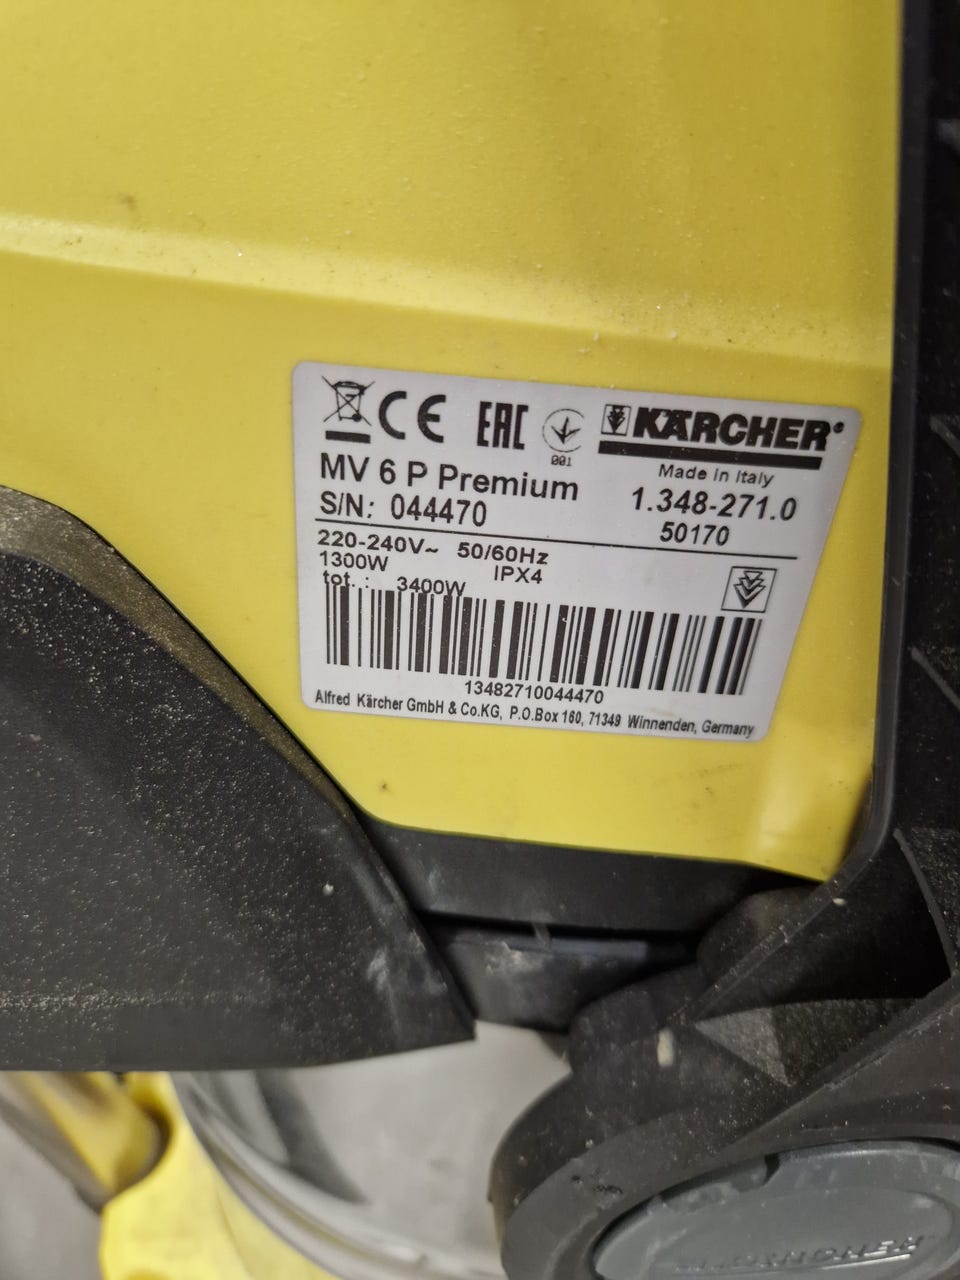 CE EAC KÄRCHER®
001
MV 6 P Premium
Made in Italy
S/N: 044470
1.348-271.0
50170
220-240V~ 50/60Hz
1300W IPX4
tot. : 3400W
13482710044470
Alfred Kärcher GmbH & Co.KG, P.O.Box 160, 71349 Winnenden, Germany